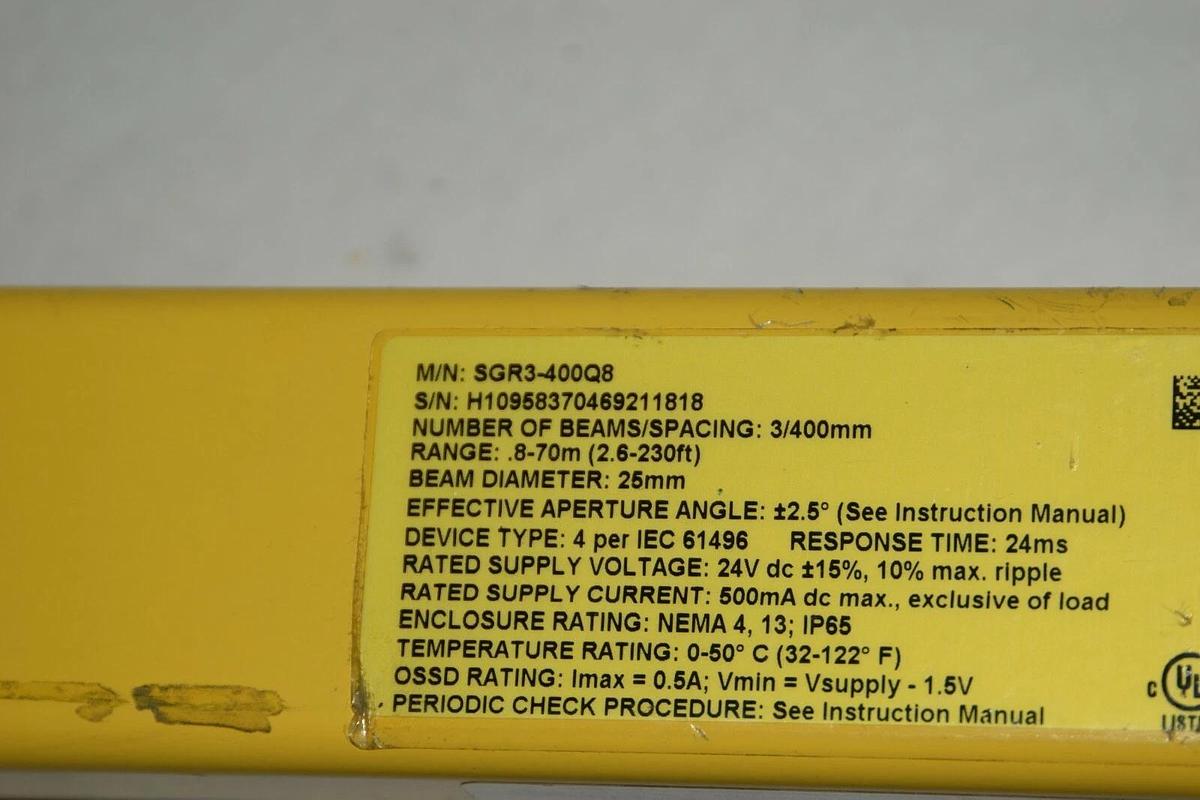 M/N: SGR3-400Q8
S/N: H10958370469211818
NUMBER OF BEAMS/SPACING: 3/400mm
RANGE: .8-70m (2.6-230ft)
BEAM DIAMETER: 25mm
EFFECTIVE APERTURE ANGLE: ±2.5° (See Instruction Manual)
DEVICE TYPE: 4 per IEC 61496 RESPONSE TIME: 24ms
RATED SUPPLY VOLTAGE: 24V dc ±15%, 10% max. ripple
RATED SUPPLY CURRENT: 500mA dc max., exclusive of load
ENCLOSURE RATING: NEMA 4, 13; IP65
TEMPERATURE RATING: 0-50° C (32-122° F)
OSSD RATING: Imax = 0.5A; Vmin = Vsupply - 1.5V
PERIODIC CHECK PROCEDURE: See Instruction Manual
C UL